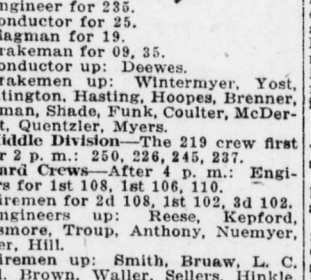 ngineer for 235.
onductor for 25.
lagman for 19.
rakeman for 09, 35.
onductor up: Deewes.
rakemen up: Wintermyer, Yost,
tington, Hasting, Hoopes, Brenner,
man, Shade, Funk, Coulter, McDer-
t, Quentzler, Myers.
iddle Division—The 219 crew first
r 2 p. m.: 250, 226, 245, 237.
ard Crews—After 4 p. m.: Engi-
rs for 1st 108, 1st 106, 110.
iremen for 2d 108, 1st 102, 3d 102.
ngineers up: Reese, Kepford,
smore, Troup, Anthony, Nuemyer,
er, Hill.
iremen up: Smith, Bruaw, L. C.
Brown, Waller, Sellers, Hinkle,